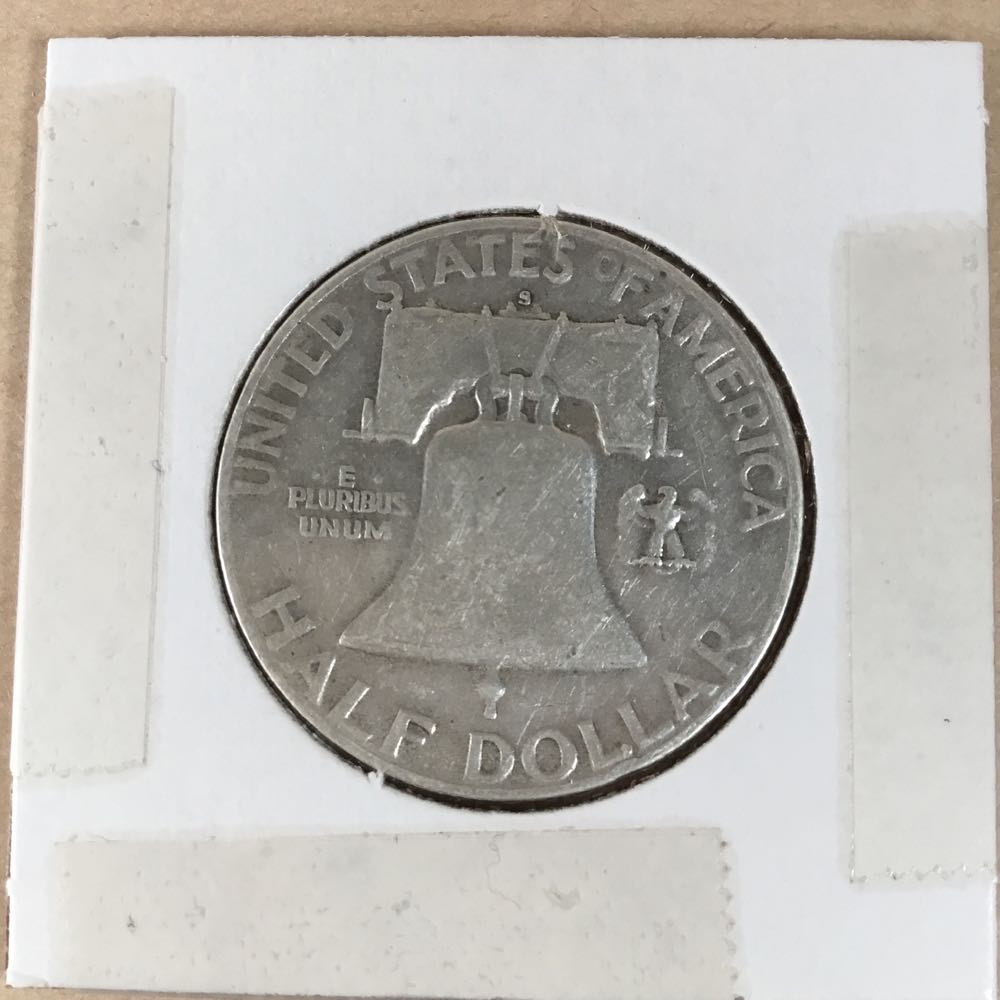 UNITED STATES OF AMERICA
S
E
PLURIBUS
UNUM
HALF DOLLAR